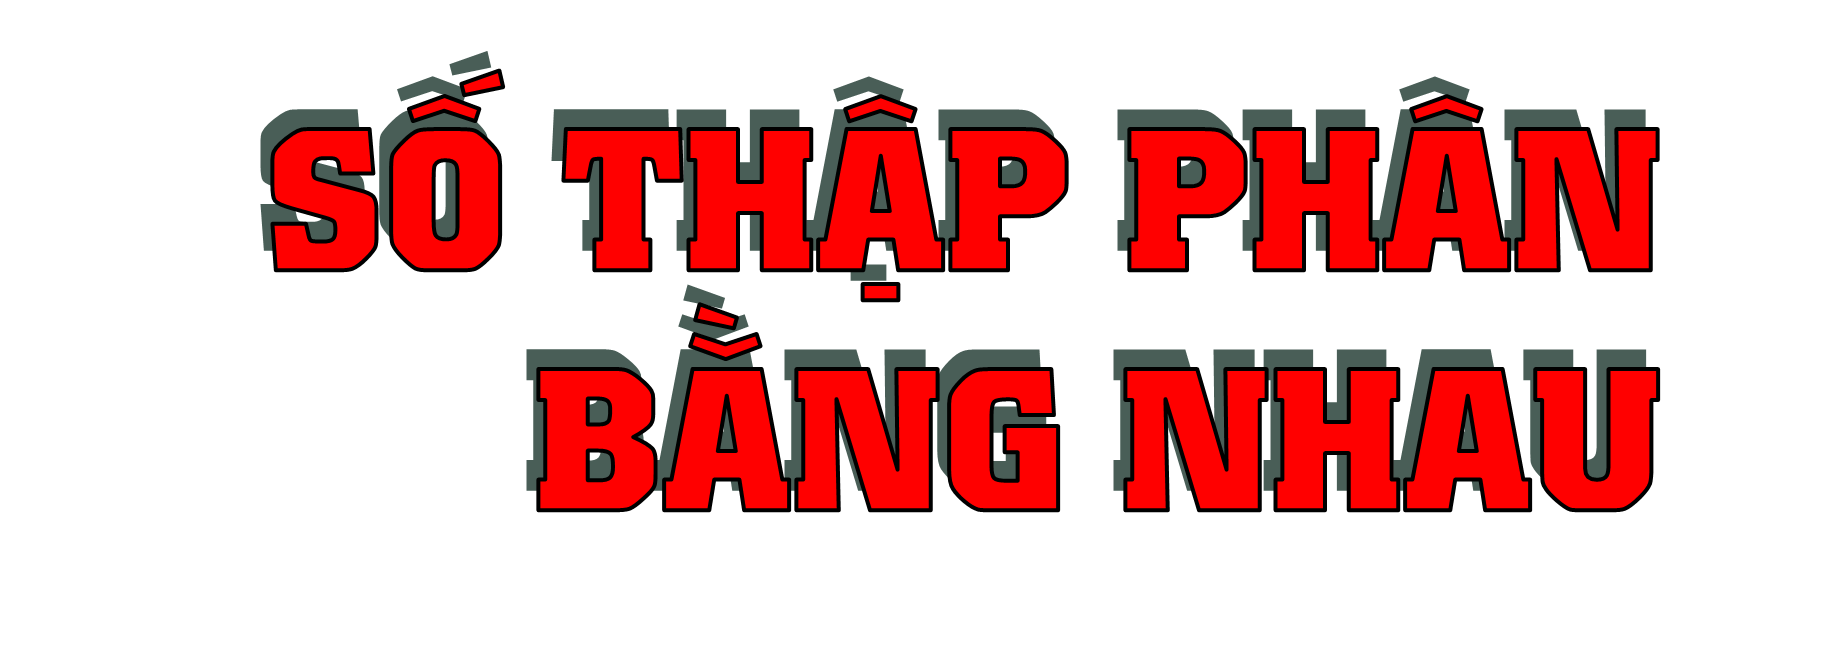 SỐ THẬP PHÂN
BẰNG NHAU